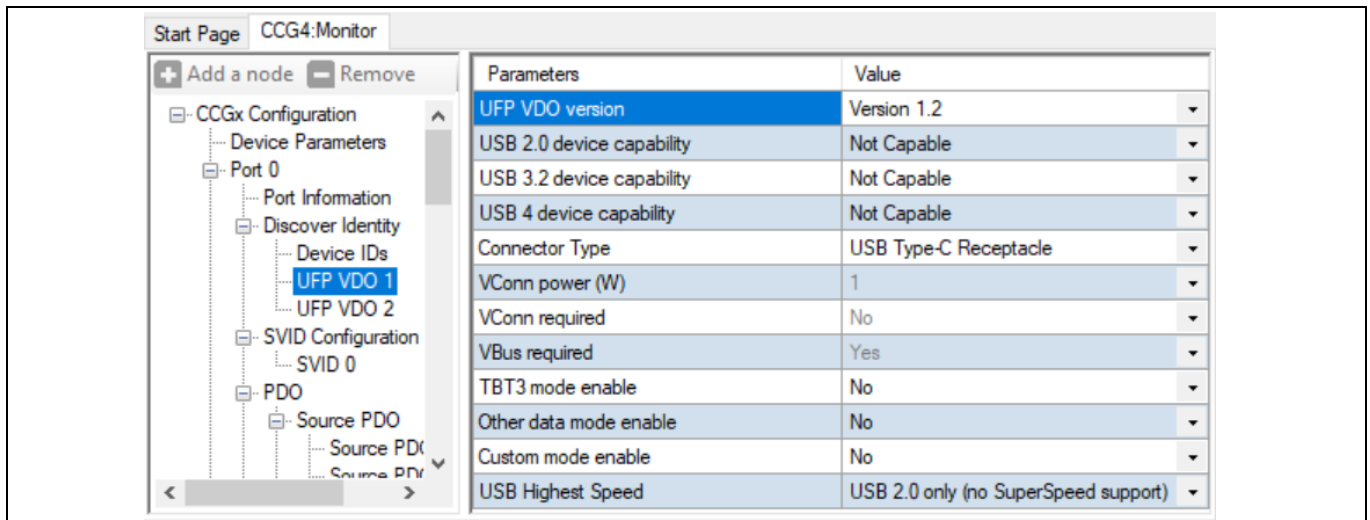 Start Page CCG4:Monitor
Add a node Remove
CCGx Configuration
Device Parameters
Port 0
Port Information
Discover Identity
Device IDs
UFP VDO 1
UFP VDO 2
SVID Configuration
SVID 0
PDO
Source PDO
Parameters Value
UFP VDO version Version 1.2
USB 2.0 device capability Not Capable
USB 3.2 device capability Not Capable
USB 4 device capability Not Capable
Connector Type USB Type-C Receptacle
VConn power (W) 1
VConn required No
VBus required Yes
TBT3 mode enable No
Other data mode enable No
Custom mode enable No
USB Highest Speed USB 2.0 only (no SuperSpeed support)